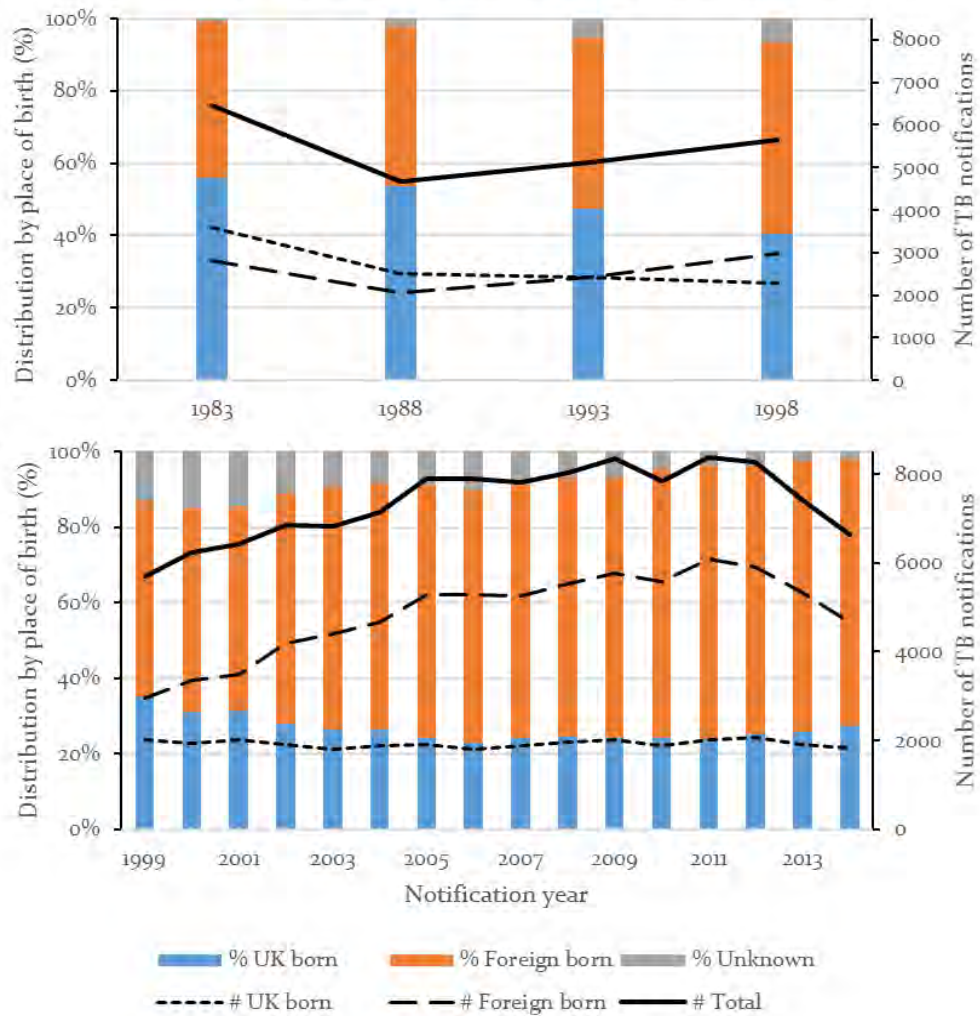 Distribution by place of birth (%)
100%
80%
60%
40%
20%
0%
8000
7000
6000
5000
4000
3000
2000
1000
0
Number of TB notifications
1983 1988 1993 1998
Distribution by place of birth (%)
100%
80%
60%
40%
20%
0%
8000
6000
4000
2000
0
Number of TB notifications
1999 2001 2003 2005 2007 2009 2011 2013
Notification year
% UK born % Foreign born % Unknown
# UK born # Foreign born # Total